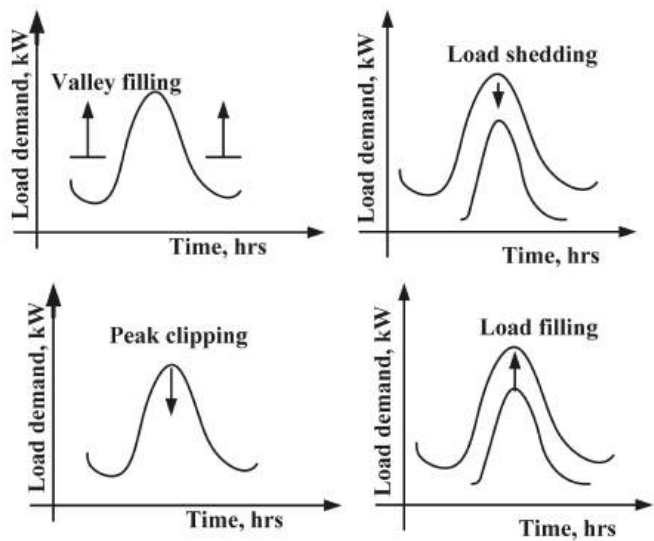 Load demand, kW
Valley filling
Time, hrs
Load demand, kW
Load shedding
Time, hrs
Load demand, kW
Peak clipping
Time, hrs
Load demand, kW
Load filling
Time, hrs